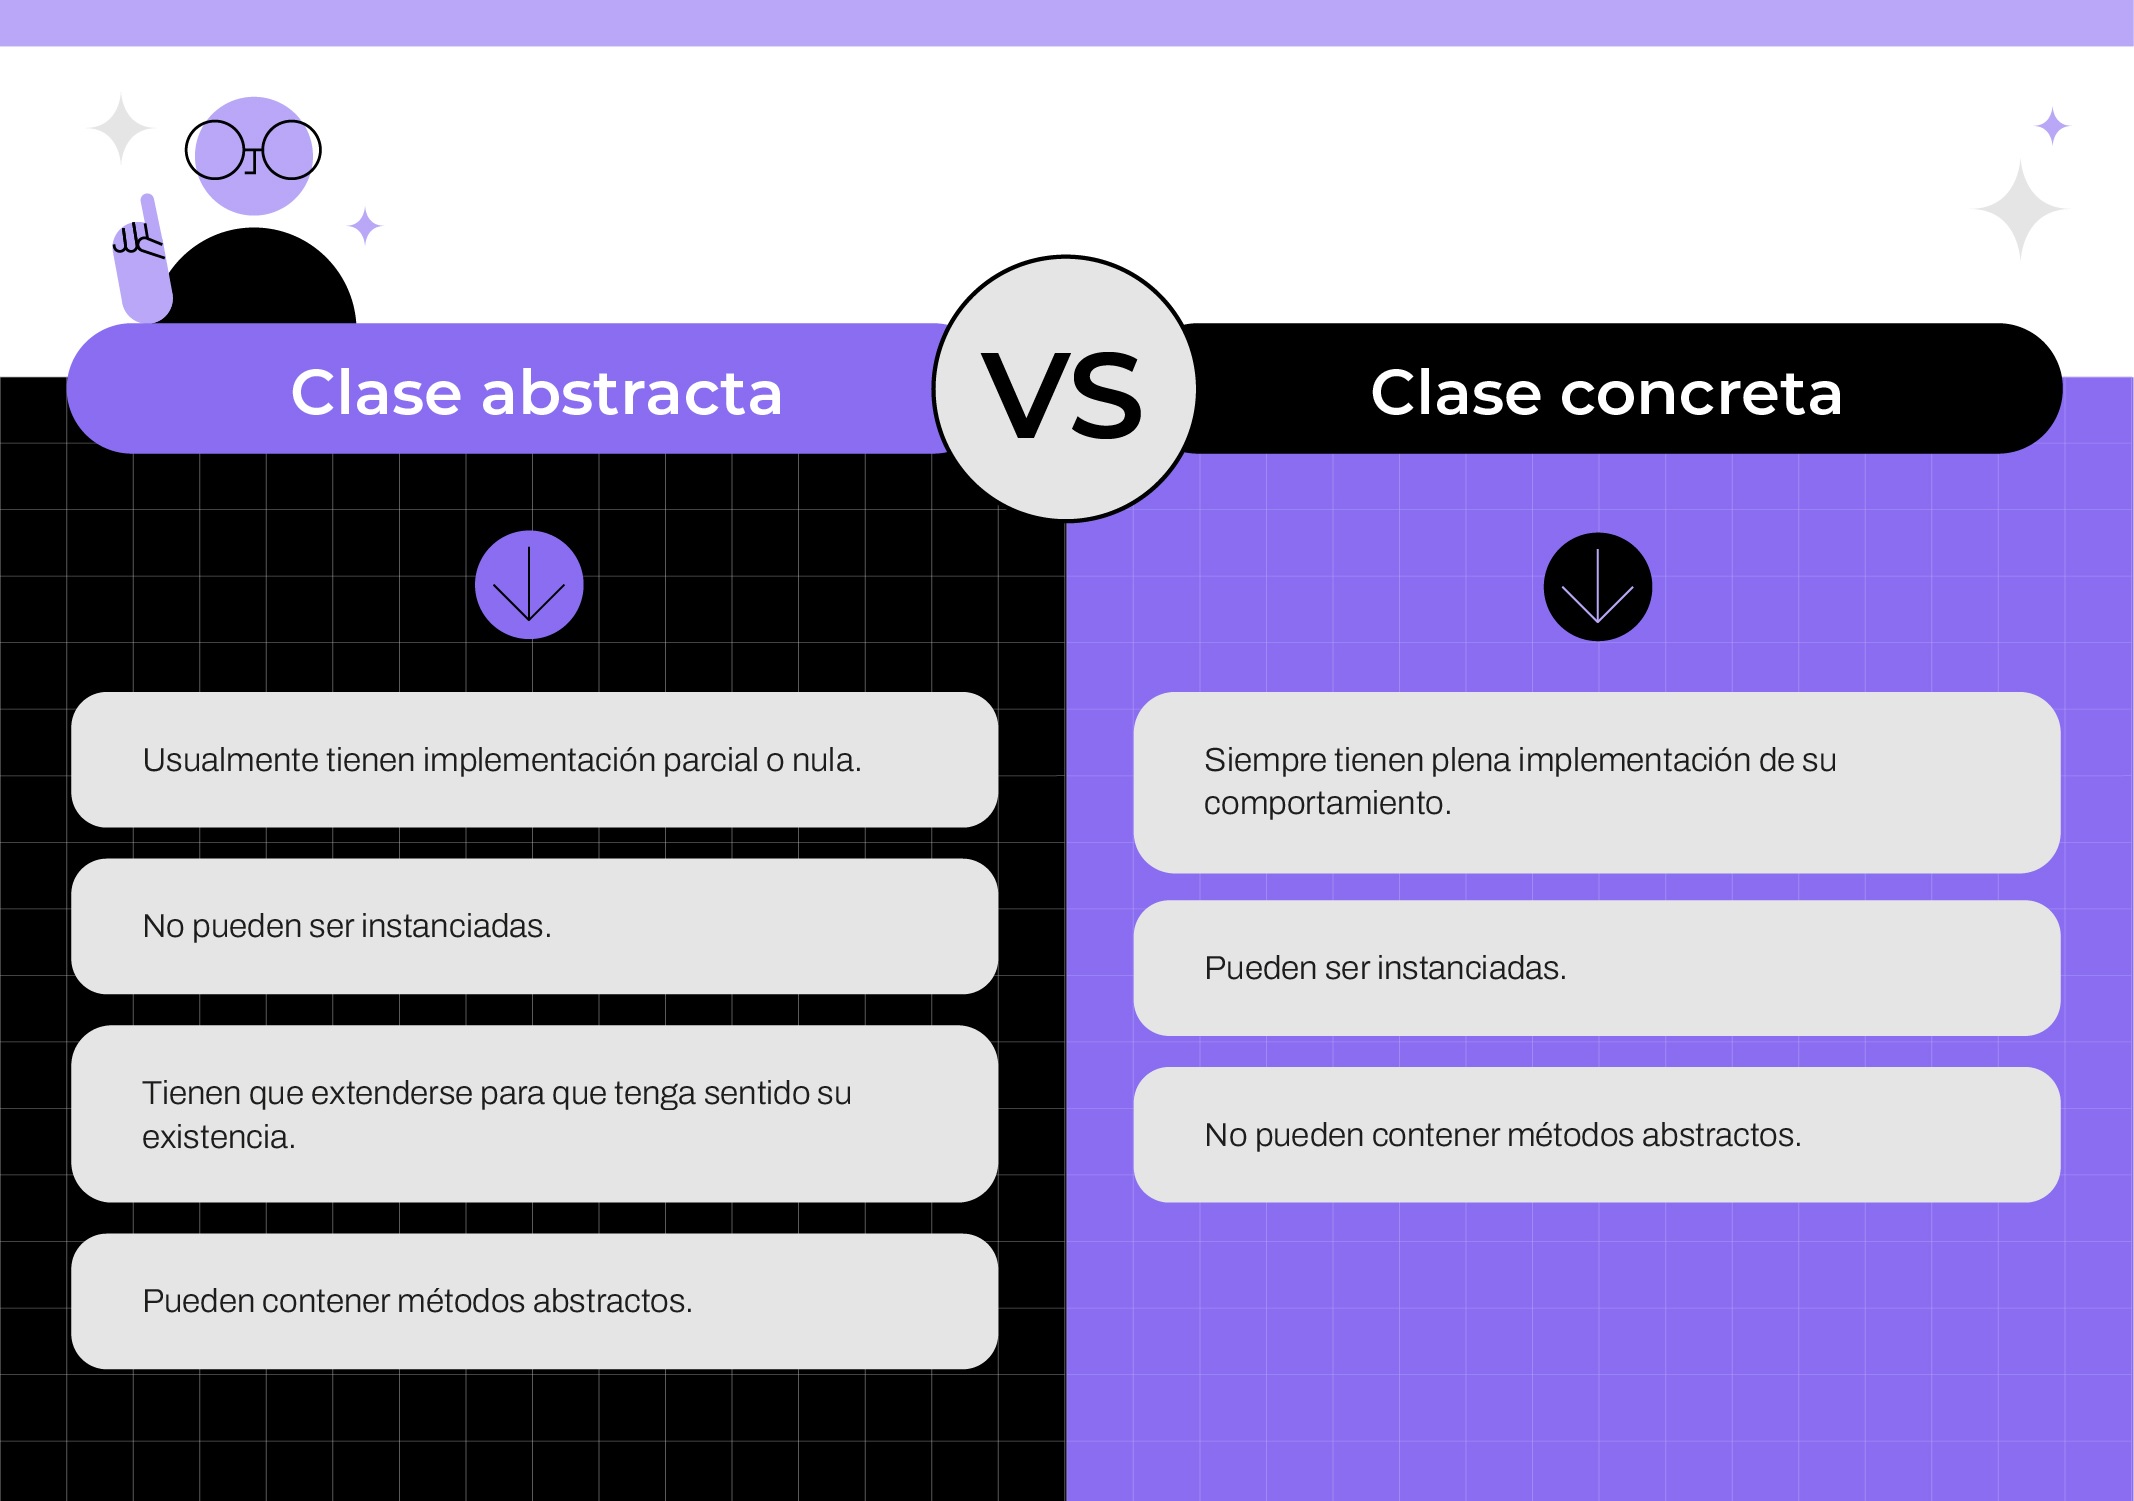 Clase abstracta
VS
Clase concreta
Usualmente tienen implementación parcial o nula.
No pueden ser instanciadas.
Tienen que extenderse para que tenga sentido su
existencia.
Pueden contener métodos abstractos.
Siempre tienen plena implementación de su
comportamiento.
Pueden ser instanciadas.
No pueden contener métodos abstractos.